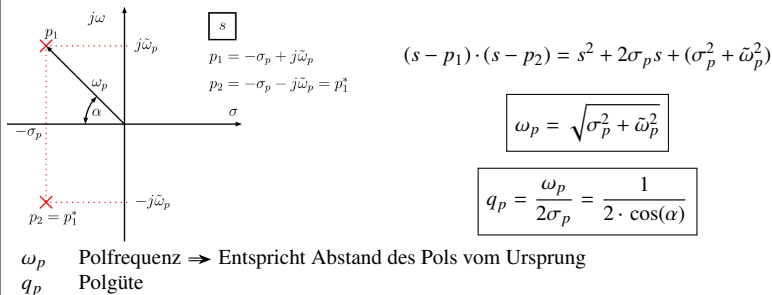 jω
s
p₁
jω̃ₚ
p₁ = −σₚ + jω̃ₚ
p₂ = −σₚ − jω̃ₚ = p₁*
ωₚ
α
σ
−σₚ
−jω̃ₚ
p₂ = p₁*
(s − p₁) · (s − p₂) = s² + 2σₚs + (σₚ² + ω̃ₚ²)
ωₚ = √(σₚ² + ω̃ₚ²)
qₚ = ωₚ / 2σₚ = 1 / 2 · cos(α)
ωₚ Polfrequenz ⇒ Entspricht Abstand des Pols vom Ursprung
qₚ Polgüte